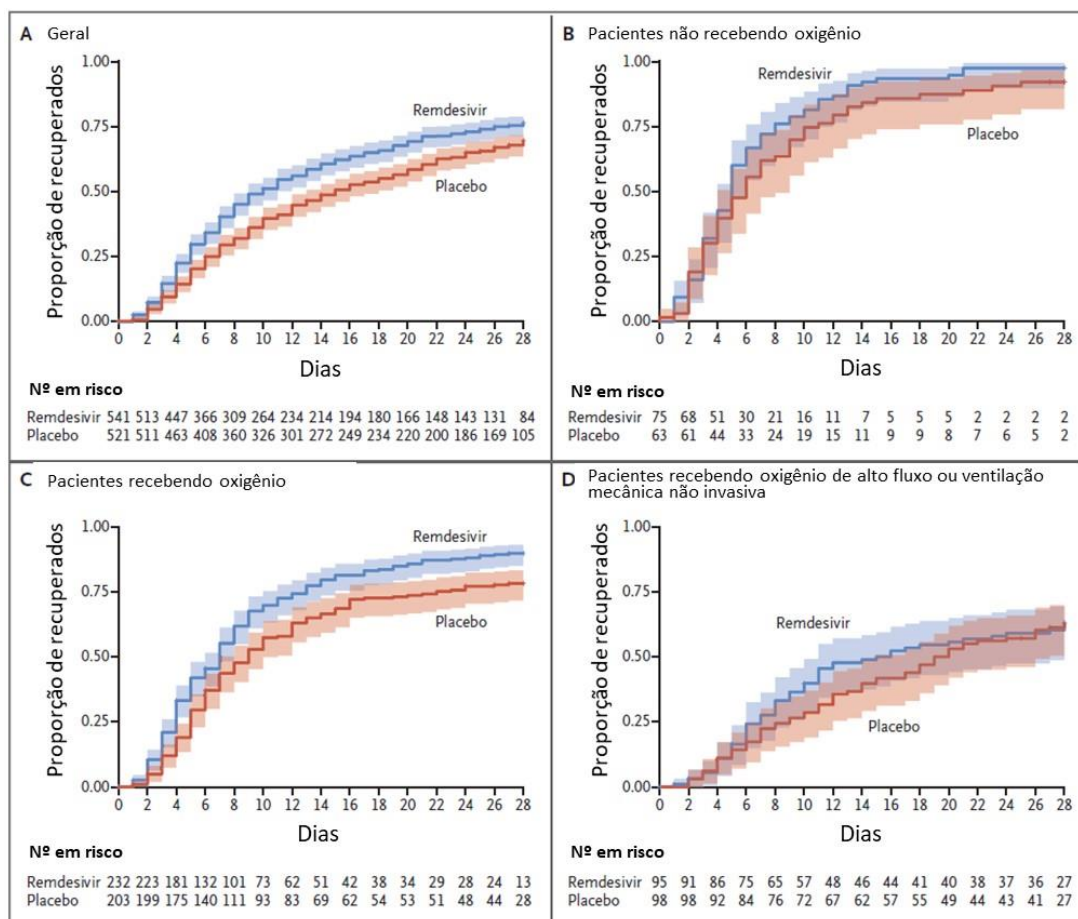 A Geral
Proporção de recuperados
1.00
0.75
0.50
0.25
0.00
Remdesivir
Placebo
0 2 4 6 8 10 12 14 16 18 20 22 24 26 28
Dias
Nº em risco
Remdesivir 541 513 447 366 309 264 234 214 194 180 166 148 143 131 84
Placebo 521 511 463 408 360 326 301 272 249 234 220 200 186 169 105
B Pacientes não recebendo oxigênio
Proporção de recuperados
1.00
0.75
0.50
0.25
0.00
Remdesivir
Placebo
0 2 4 6 8 10 12 14 16 18 20 22 24 26 28
Dias
Nº em risco
Remdesivir 75 68 51 30 21 16 11 7 5 5 5 2 2 2 2
Placebo 63 61 44 33 24 19 15 11 9 9 8 7 6 5 2
C Pacientes recebendo oxigênio
Proporção de recuperados
1.00
0.75
0.50
0.25
0.00
Remdesivir
Placebo
0 2 4 6 8 10 12 14 16 18 20 22 24 26 28
Dias
Nº em risco
Remdesivir 232 223 181 132 101 73 62 51 42 38 34 29 28 24 13
Placebo 203 199 175 140 111 93 83 69 62 54 53 51 48 44 28
D Pacientes recebendo oxigênio de alto fluxo ou ventilação
mecânica não invasiva
Proporção de recuperados
1.00
0.75
0.50
0.25
0.00
Remdesivir
Placebo
0 2 4 6 8 10 12 14 16 18 20 22 24 26 28
Dias
Nº em risco
Remdesivir 95 91 86 75 65 57 48 46 44 41 40 38 37 36 27
Placebo 98 98 92 84 76 72 67 62 57 55 49 44 43 41 27